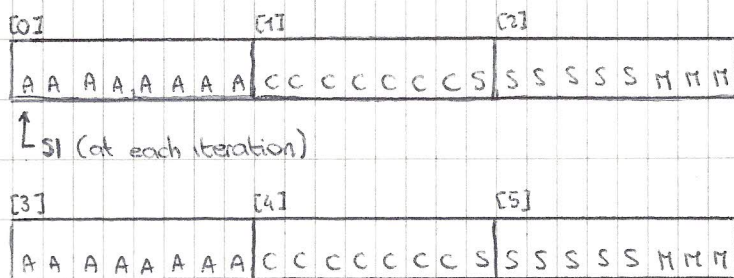 [0] [1] [2]
A A A A A A A A C C C C C C C S S S S S S M M M
SI (at each iteration)
[3] [4] [5]
A A A A A A A A C C C C C C C S S S S S S M M M